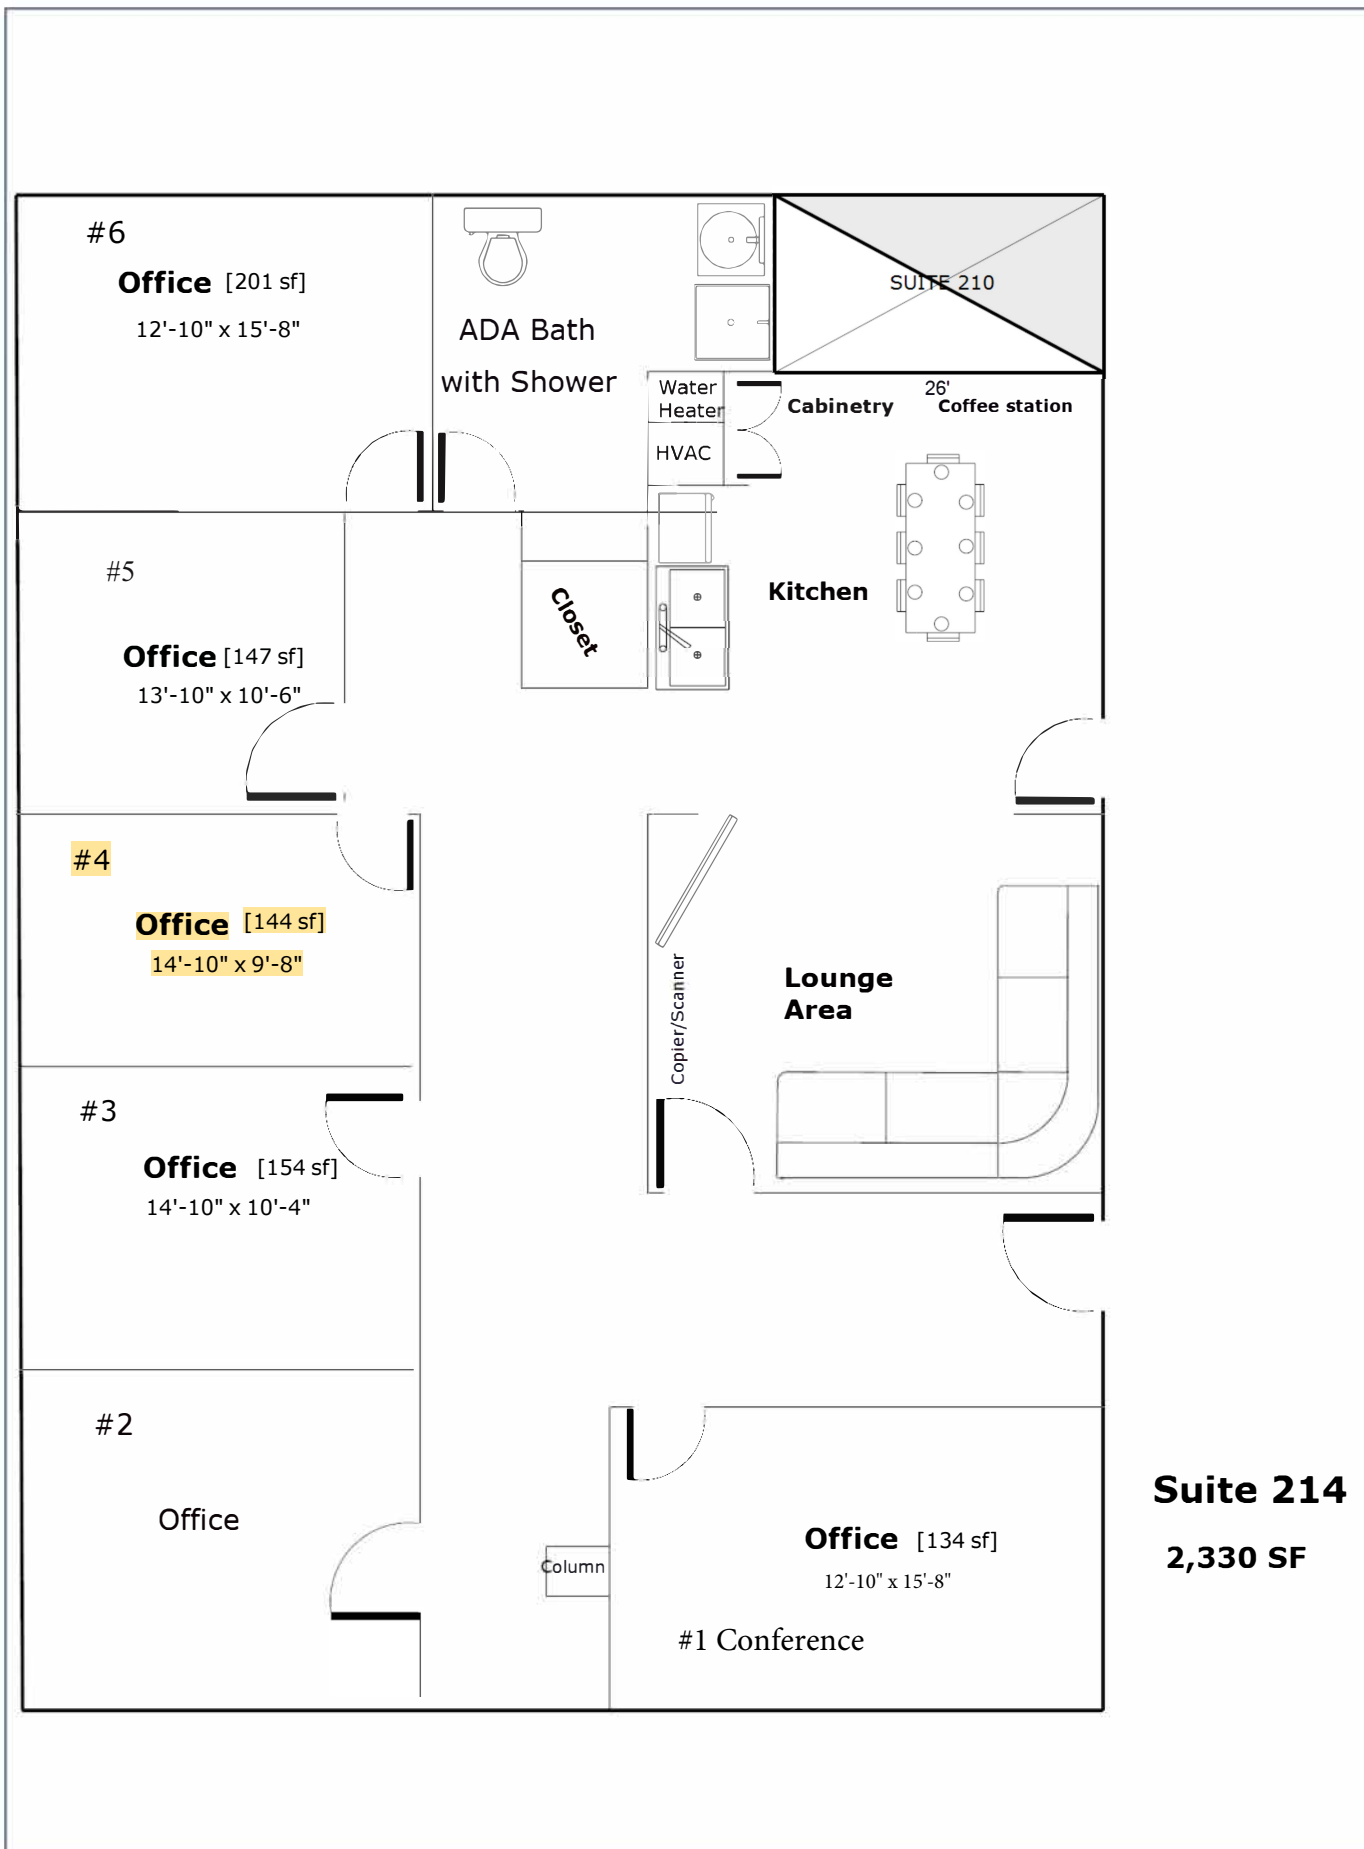 #6
Office [201 sf]
12'-10" x 15'-8"
ADA Bath
with Shower
SUITE 210
Water
Heater
HVAC
26'
Cabinetry
Coffee station
#5
Office [147 sf]
13'-10" x 10'-6"
Closet
Kitchen
#4
Office [144 sf]
14'-10" x 9'-8"
Copier/Scanner
Lounge
Area
#3
Office [154 sf]
14'-10" x 10'-4"
#2
Office
Column
Office [134 sf]
12'-10" x 15'-8"
#1 Conference
Suite 214
2,330 SF